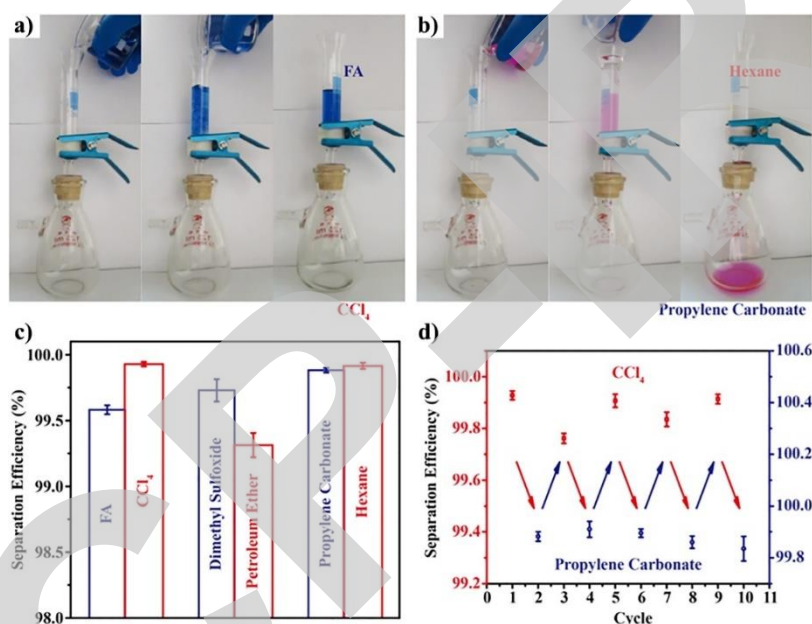 a)
FA
CCl4
b)
Hexane
Propylene Carbonate
c)
Separation Efficiency (%)
100.0
99.5
99.0
98.5
98.0
FA
CCl4
Dimethyl Sulfoxide
Petroleum Ether
Propylene Carbonate
Hexane
d)
Separation Efficiency (%)
100.0
99.8
99.6
99.4
99.2
CCl4
Propylene Carbonate
100.6
100.4
100.2
100.0
99.8
0 1 2 3 4 5 6 7 8 9 10 11
Cycle